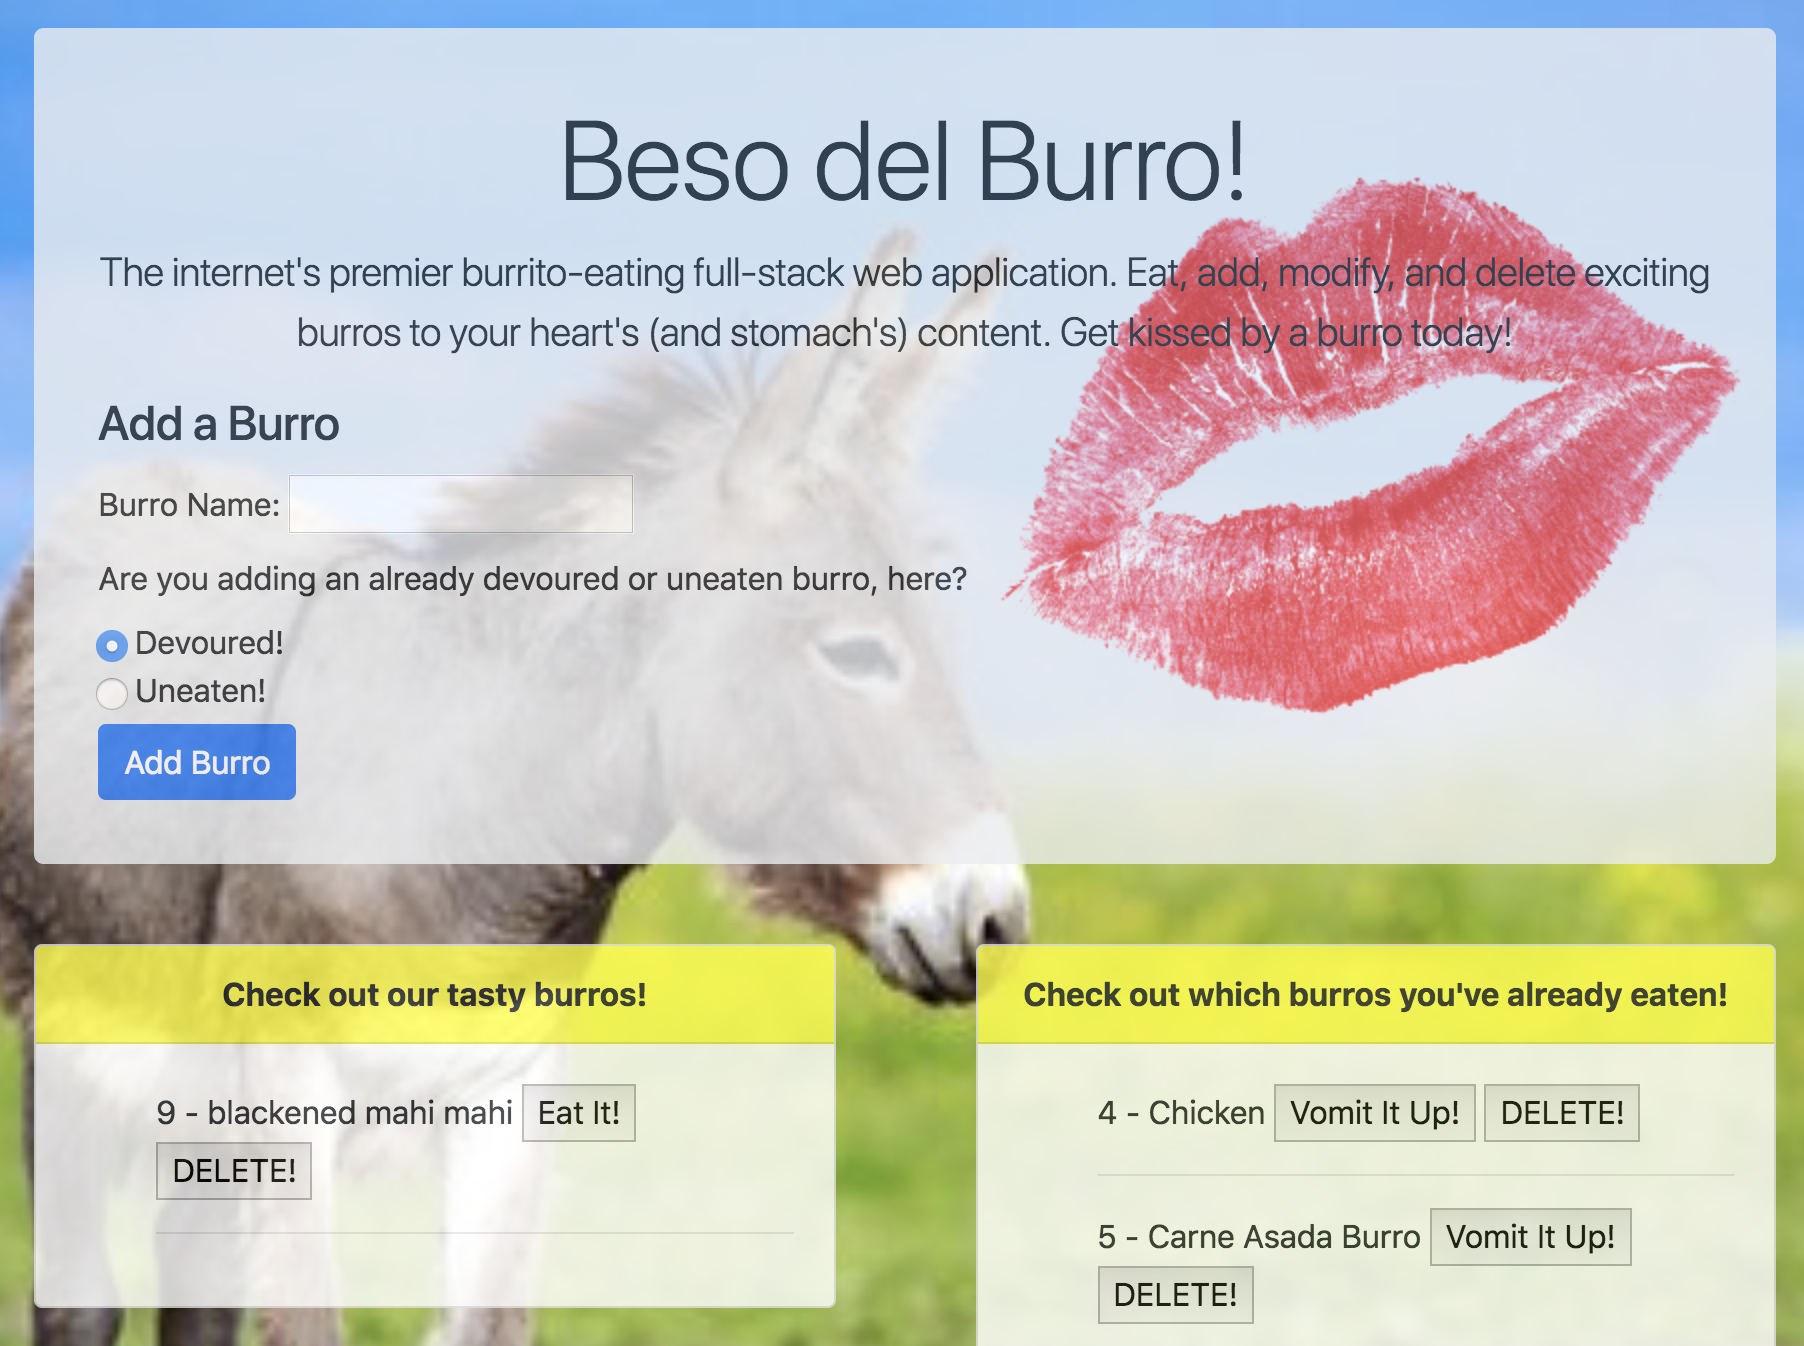 Beso del Burro!
The internet's premier burrito-eating full-stack web application. Eat, add, modify, and delete exciting
burros to your heart's (and stomach's) content. Get kissed by a burro today!
Add a Burro
Burro Name:
Are you adding an already devoured or uneaten burro, here?
Devoured!
Uneaten!
Add Burro
Check out our tasty burros!
9 - blackened mahi mahi Eat It!
DELETE!
Check out which burros you've already eaten!
4 - Chicken Vomit It Up! DELETE!
5 - Carne Asada Burro Vomit It Up!
DELETE!